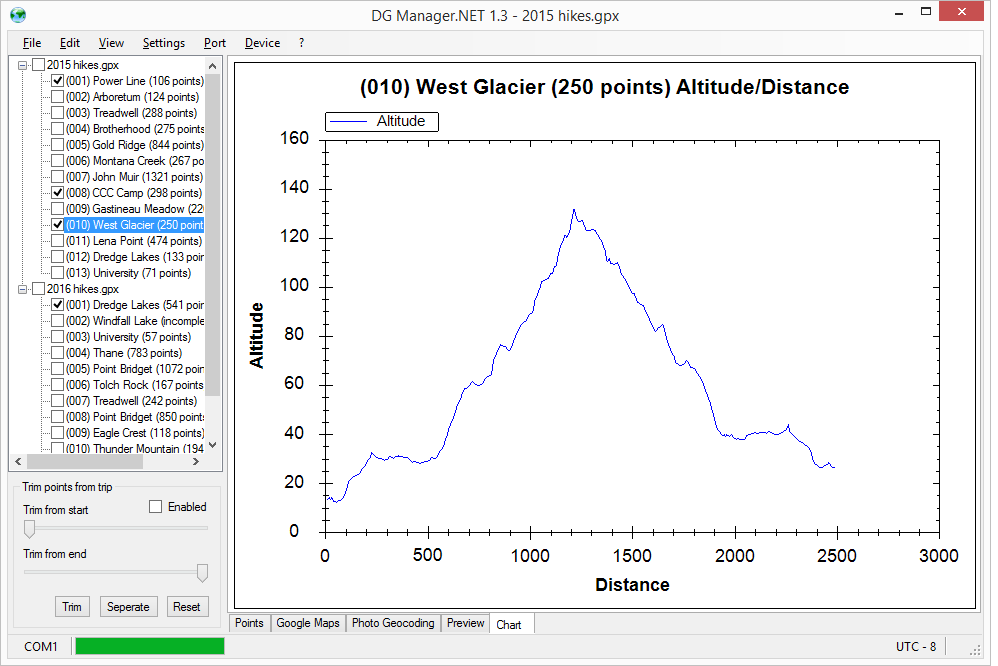 DG Manager.NET 1.3 - 2015 hikes.gpx
File Edit View Settings Port Device ?
2015 hikes.gpx
(001) Power Line (106 points)
(002) Arboretum (124 points)
(003) Treadwell (288 points)
(004) Brotherhood (275 points
(005) Gold Ridge (844 points)
(006) Montana Creek (267 po
(007) John Muir (1321 points)
(008) CCC Camp (298 points)
(009) Gastineau Meadow (22
(010) West Glacier (250 point
(011) Lena Point (474 points)
(012) Dredge Lakes (133 poin
(013) University (71 points)
2016 hikes.gpx
(001) Dredge Lakes (541 poin
(002) Windfall Lake (incomple
(003) University (57 points)
(004) Thane (783 points)
(005) Point Bridget (1072 poin
(006) Tolch Rock (167 points
(007) Treadwell (242 points)
(008) Point Bridget (850 points
(009) Eagle Crest (118 points)
(010) Thunder Mountain (194
Trim points from trip
Trim from start
Enabled
Trim from end
Trim Seperate Reset
(010) West Glacier (250 points) Altitude/Distance
Altitude
160
140
120
100
80
60
40
20
0
Altitude
0 500 1000 1500 2000 2500 3000
Distance
Points Google Maps Photo Geocoding Preview Chart
COM1
UTC - 8